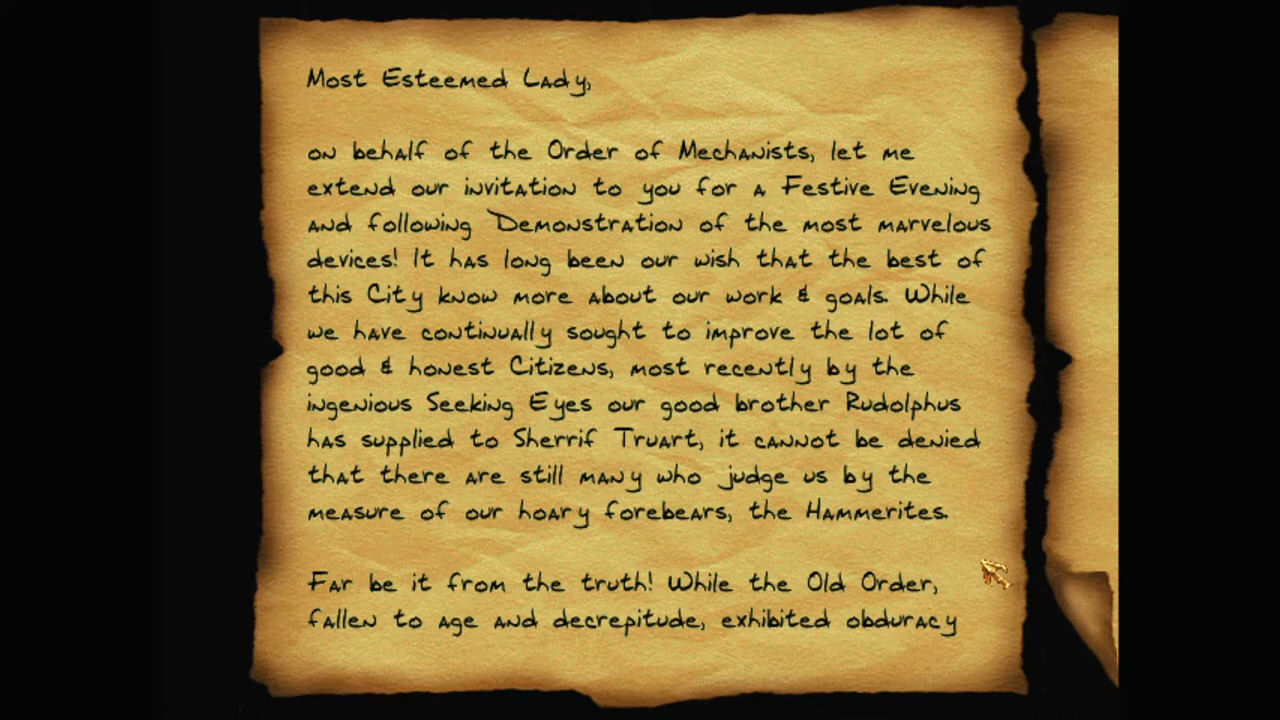 Most Esteemed Lady,
on behalf of the Order of Mechanists, let me
extend our invitation to you for a Festive Evening
and following Demonstration of the most marvelous
devices! It has long been our wish that the best of
this City know more about our work & goals. While
we have continually sought to improve the lot of
good & honest Citizens, most recently by the
ingenious Seeking Eyes our good brother Rudolphus
has supplied to Sherrif Truart, it cannot be denied
that there are still many who judge us by the
measure of our hoary forebears, the Hammerites.
Far be it from the truth! While the Old Order,
fallen to age and decrepitude, exhibited obduracy